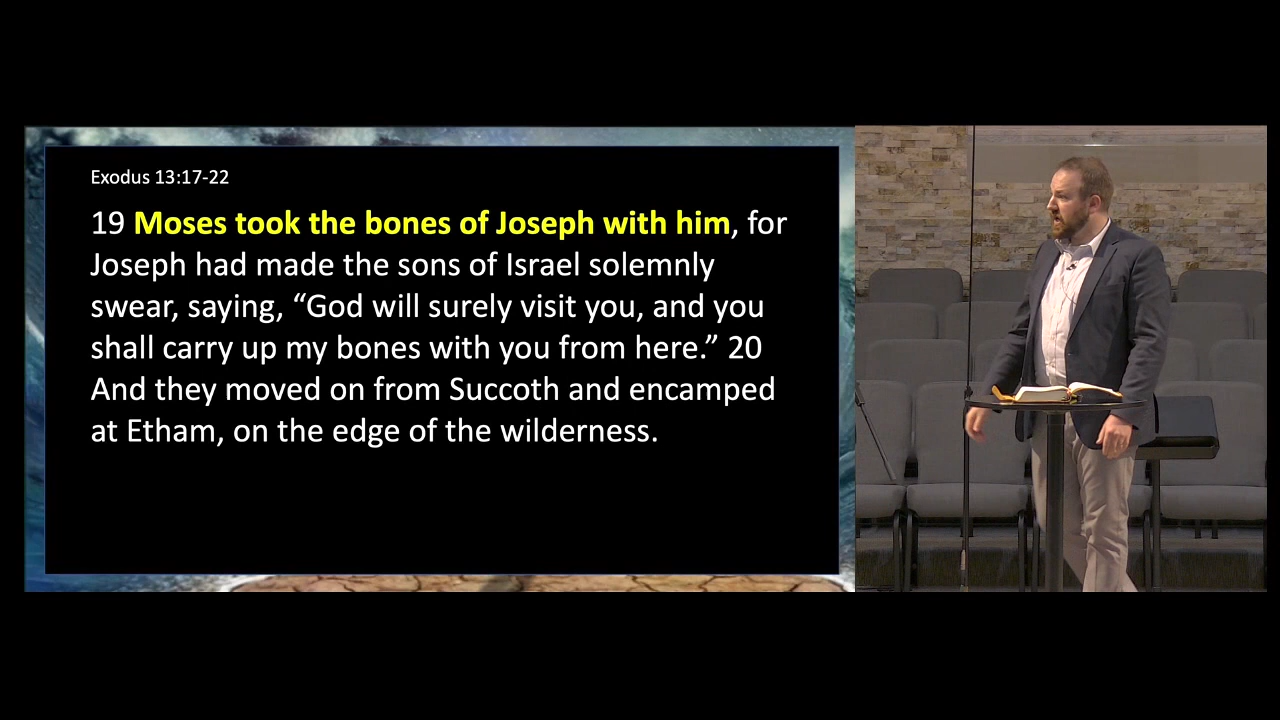 Exodus 13:17-22
19 Moses took the bones of Joseph with him, for
Joseph had made the sons of Israel solemnly
swear, saying, “God will surely visit you, and you
shall carry up my bones with you from here.” 20
And they moved on from Succoth and encamped
at Etham, on the edge of the wilderness.